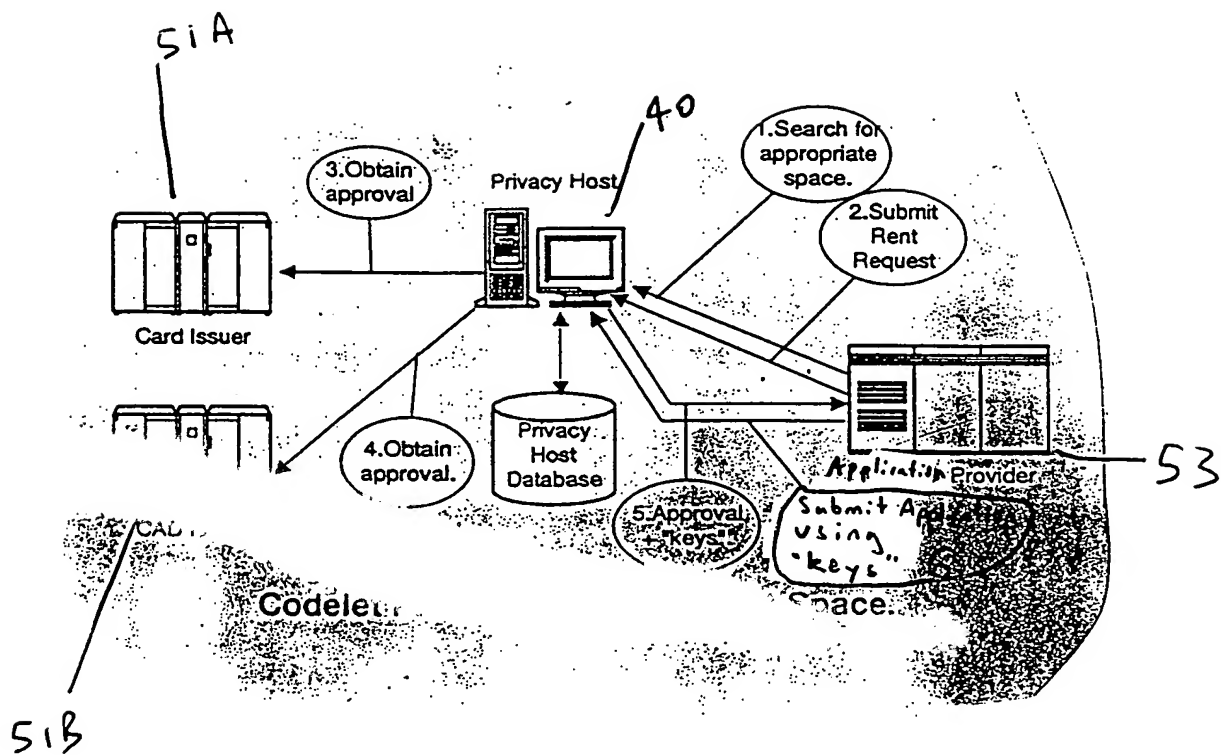 51A
40
1.Search for
appropriate
space.
3.Obtain
approval
Privacy Host
2.Submit
Rent
Request
Card Issuer
4.Obtain
approval.
Privacy
Host
Database
Application Provider
53
5.Approval
+ "keys"
Submit Application
using
"keys"
CAD
Space.
51B